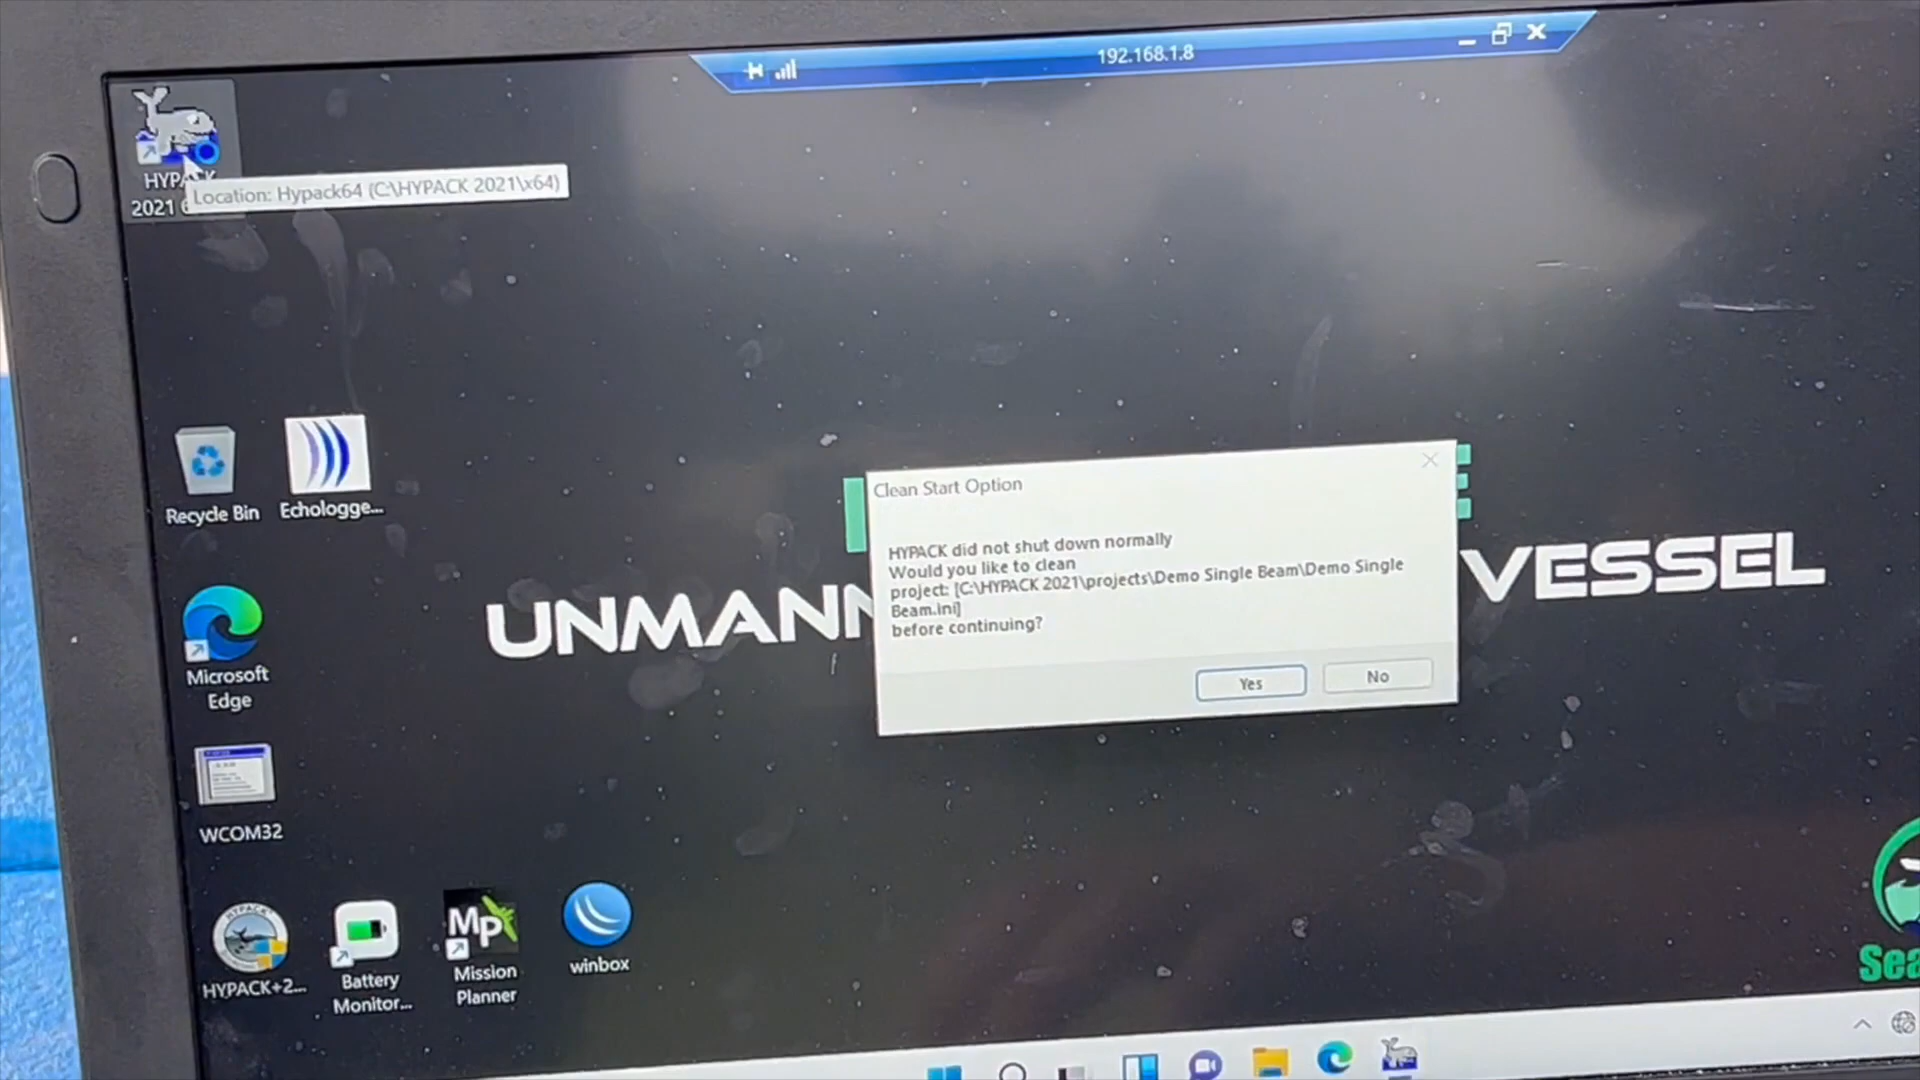 192.168.1.8
HYPACK
2021
Location: Hypack64 (C:\HYPACK 2021\x64)
Recycle Bin
Echologge...
Clean Start Option
HYPACK did not shut down normally
Would you like to clean
project: [C:\HYPACK 2021\projects\Demo Single Beam\Demo Single
Beam.ini]
before continuing?
Yes
No
UNMANN
VESSEL
Microsoft
Edge
WCOM32
HYPACK+2...
Battery
Monitor...
MP
Mission
Planner
winbox
Sea